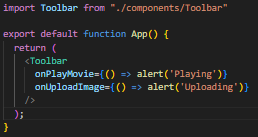 import Toolbar from "./components/Toolbar"

export default function App() {
  return (
    <Toolbar
      onPlayMovie={() => alert('Playing')}
      onUploadImage={() => alert('Uploading')}
    />
  );
}